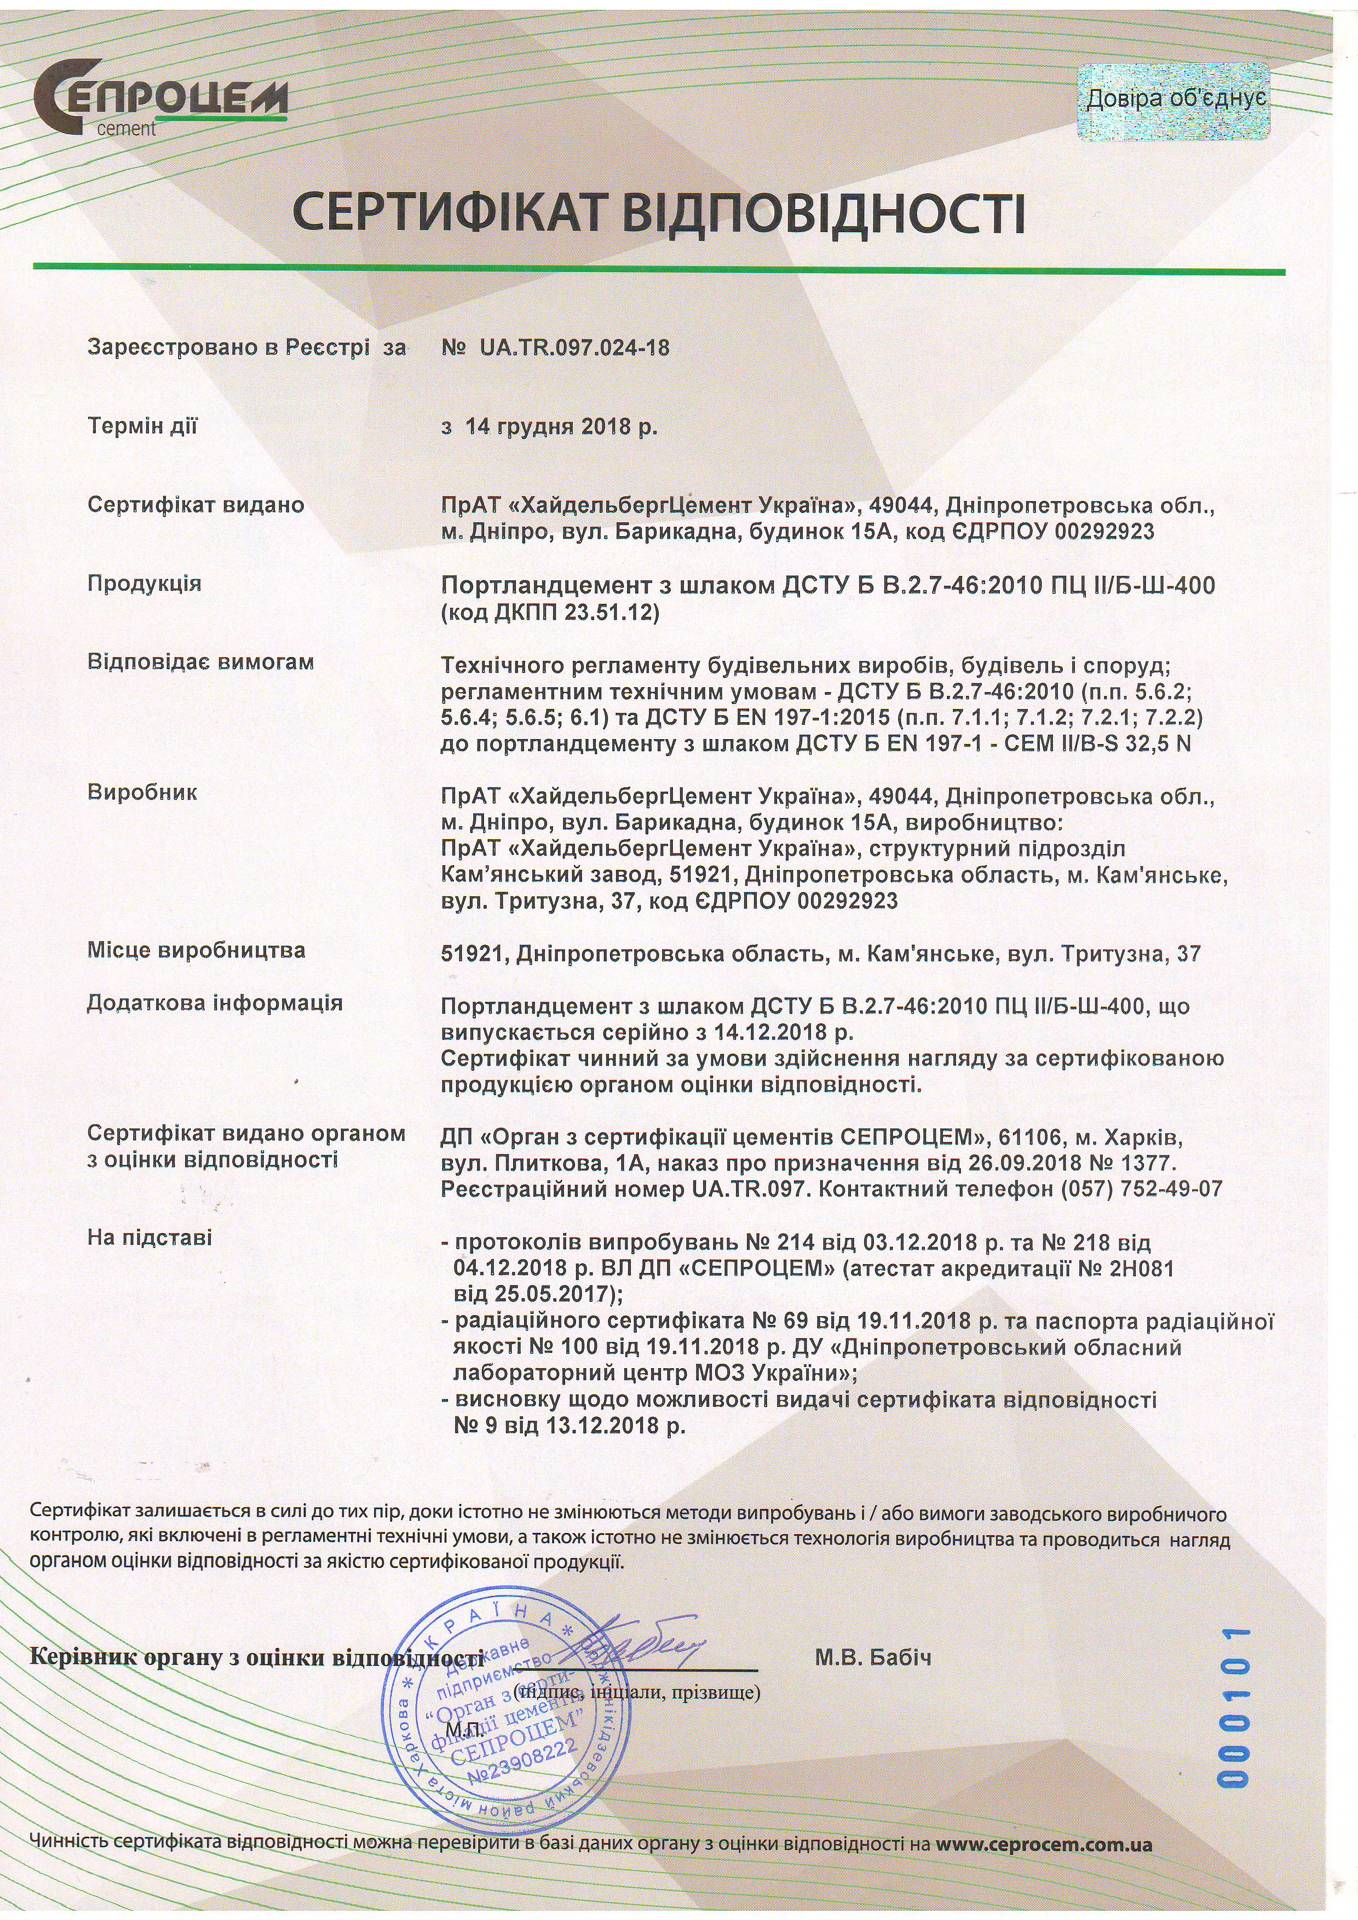 СЕПРОЦЕМ
cement
Довіра об'єднує
СЕРТИФІКАТ ВІДПОВІДНОСТІ
Зареєстровано в Реєстрі за № UA.TR.097.024-18
Термін дії з 14 грудня 2018 р.
Сертифікат видано ПрАТ «ХайдельбергЦемент Україна», 49044, Дніпропетровська обл.,
м. Дніпро, вул. Барикадна, будинок 15А, код ЄДРПОУ 00292923
Продукція Портландцемент з шлаком ДСТУ Б В.2.7-46:2010 ПЦ ІІ/Б-Ш-400
(код ДКПП 23.51.12)
Відповідає вимогам Технічного регламенту будівельних виробів, будівель і споруд;
регламентним технічним умовам - ДСТУ Б В.2.7-46:2010 (п.п. 5.6.2;
5.6.4; 5.6.5; 6.1) та ДСТУ Б EN 197-1:2015 (п.п. 7.1.1; 7.1.2; 7.2.1; 7.2.2)
до портландцементу з шлаком ДСТУ Б EN 197-1 - CEM II/B-S 32,5 N
Виробник ПрАТ «ХайдельбергЦемент Україна», 49044, Дніпропетровська обл.,
м. Дніпро, вул. Барикадна, будинок 15А, виробництво:
ПрАТ «ХайдельбергЦемент Україна», структурний підрозділ
Кам’янський завод, 51921, Дніпропетровська область, м. Кам'янське,
вул. Тритузна, 37, код ЄДРПОУ 00292923
Місце виробництва 51921, Дніпропетровська область, м. Кам'янське, вул. Тритузна, 37
Додаткова інформація Портландцемент з шлаком ДСТУ Б В.2.7-46:2010 ПЦ ІІ/Б-Ш-400, що
випускається серійно з 14.12.2018 р.
Сертифікат чинний за умови здійснення нагляду за сертифікованою
продукцією органом оцінки відповідності.
Сертифікат видано органом ДП «Орган з сертифікації цементів СЕПРОЦЕМ», 61106, м. Харків,
з оцінки відповідності вул. Плиткова, 1А, наказ про призначення від 26.09.2018 № 1377.
Реєстраційний номер UA.TR.097. Контактний телефон (057) 752-49-07
На підставі - протоколів випробувань № 214 від 03.12.2018 р. та № 218 від
04.12.2018 р. ВЛ ДП «СЕПРОЦЕМ» (атестат акредитації № 2Н081
від 25.05.2017);
- радіаційного сертифіката № 69 від 19.11.2018 р. та паспорта радіаційної
якості № 100 від 19.11.2018 р. ДУ «Дніпропетровський обласний
лабораторний центр МОЗ України»;
- висновку щодо можливості видачі сертифіката відповідності
№ 9 від 13.12.2018 р.
Сертифікат залишається в силі до тих пір, доки істотно не змінюються методи випробувань і / або вимоги заводського виробничого
контролю, які включені в регламентні технічні умови, а також істотно не змінюється технологія виробництва та проводиться нагляд
органом оцінки відповідності за якістю сертифікованої продукції.
Керівник органу з оцінки відповідності М.В. Бабіч
(підпис, ініціали, прізвище)
М.П.
* УКРАЇНА * Орджонікідзевський район міста Харкова
Державне
підприємство
“Орган з серти-
фікації цементів
СЕПРОЦЕМ”
№23908222
000101
Чинність сертифіката відповідності можна перевірити в базі даних органу з оцінки відповідності на www.ceprocem.com.ua